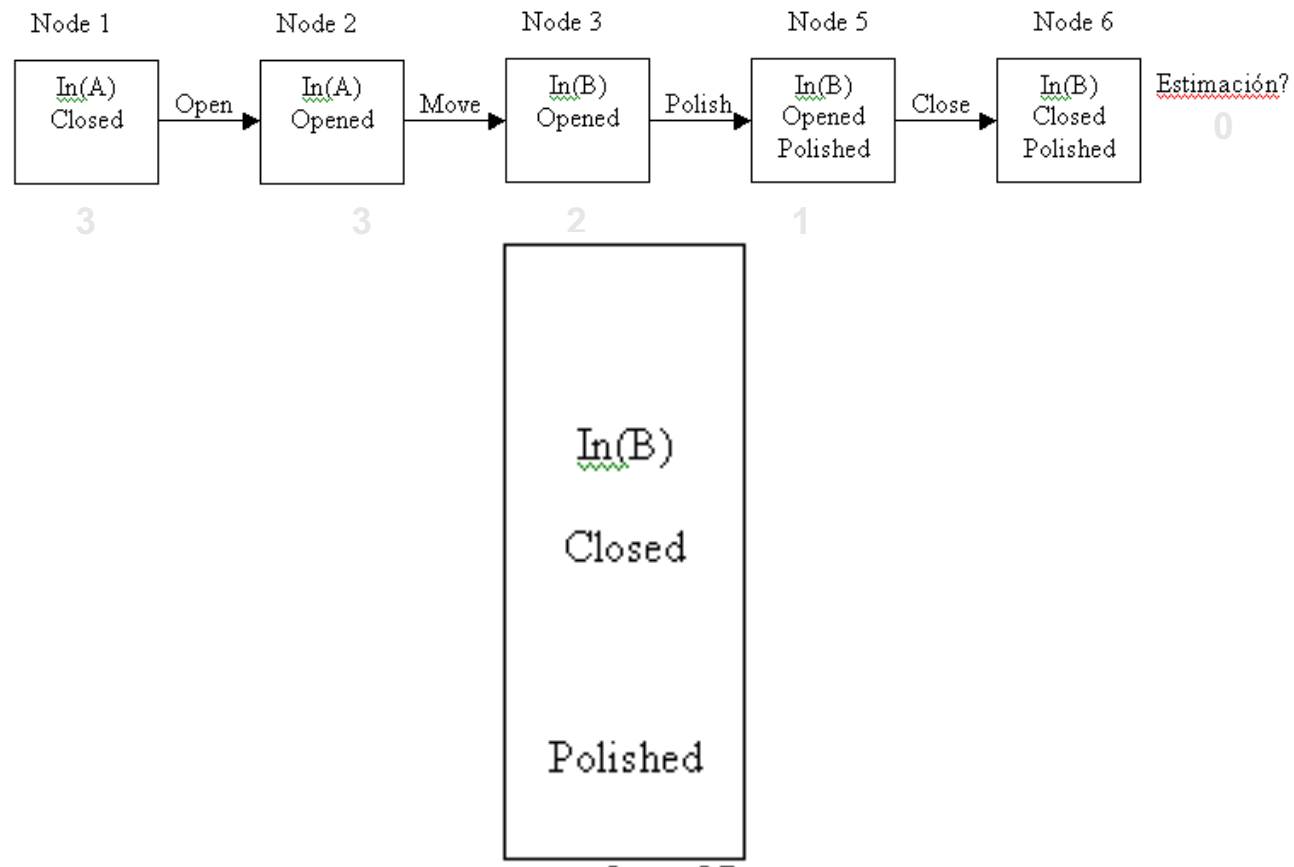 Node 1 Node 2 Node 3 Node 5 Node 6
In(A) In(A) In(B) In(B) In(B) Estimación?
Closed Open Opened Move Opened Polish Opened Close Closed 0
Polished Polished
3 3 2 1
In(B)
Closed
Polished